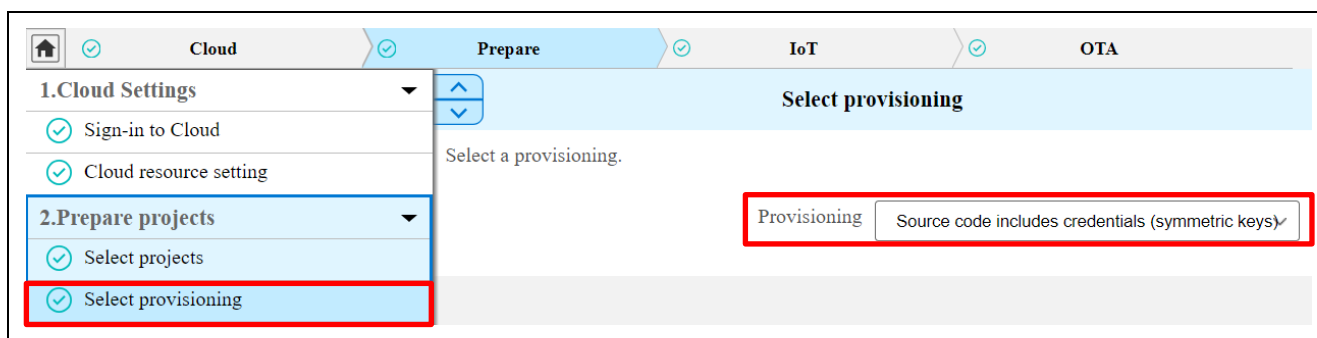 Cloud
Prepare
IoT
OTA
1.Cloud Settings
Sign-in to Cloud
Cloud resource setting
2.Prepare projects
Select projects
Select provisioning
Select provisioning
Select a provisioning.
Provisioning
Source code includes credentials (symmetric keys)